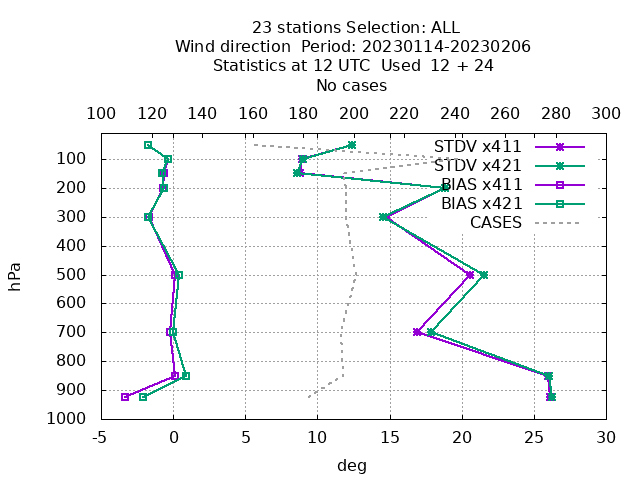 23 stations Selection: ALL
Wind direction  Period: 20230114-20230206
Statistics at 12 UTC  Used  12 + 24
No cases
100 120 140 160 180 200 220 240 260 280 300
STDV x411
STDV x421
BIAS x411
BIAS x421
CASES
100
200
300
400
500
600
700
800
900
1000
hPa
-5 0 5 10 15 20 25 30
deg